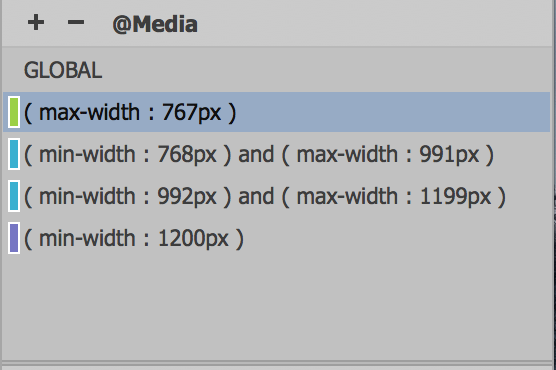 + − @Media
GLOBAL
( max-width : 767px )
( min-width : 768px ) and ( max-width : 991px )
( min-width : 992px ) and ( max-width : 1199px )
( min-width : 1200px )